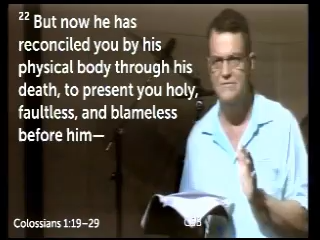 22 But now he has
reconciled you by his
physical body through his
death, to present you holy,
faultless, and blameless
before him—
Colossians 1:19–29
CSB